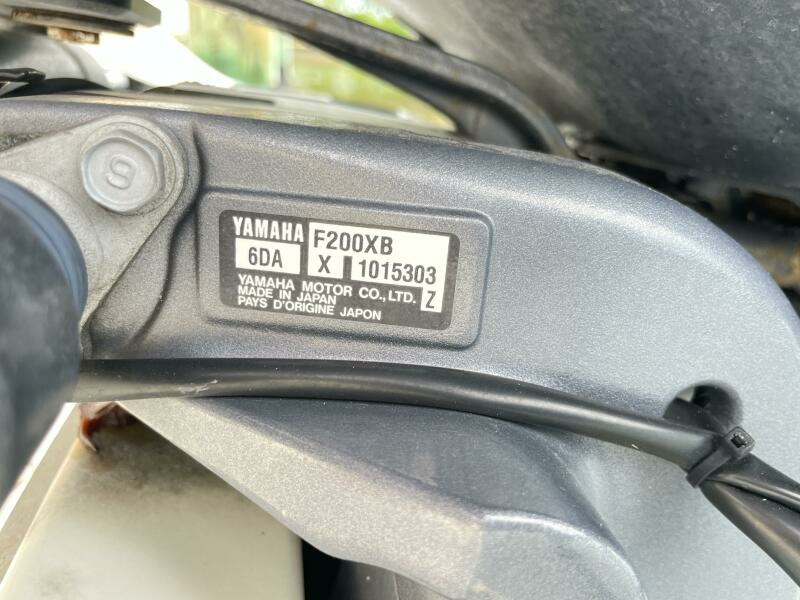 YAMAHA F200XB
6DA X 1015303
YAMAHA MOTOR CO., LTD. Z
MADE IN JAPAN
PAYS D'ORIGINE JAPON